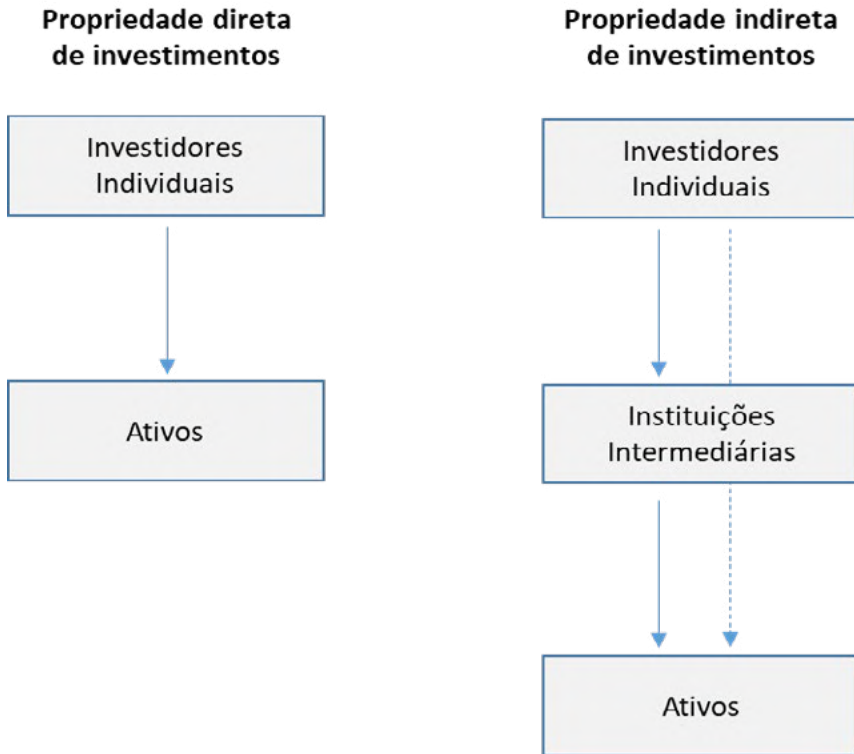 Propriedade direta
de investimentos
Investidores
Individuais
Ativos
Propriedade indireta
de investimentos
Investidores
Individuais
Instituições
Intermediárias
Ativos